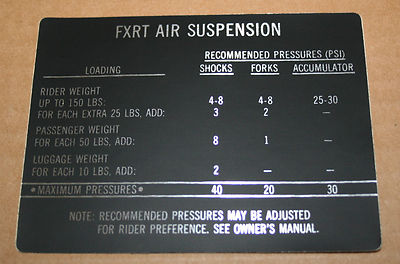 FXRT AIR SUSPENSION
RECOMMENDED PRESSURES (PSI)
LOADING SHOCKS FORKS ACCUMULATOR
RIDER WEIGHT
UP TO 150 LBS: 4-8 4-8 25-30
FOR EACH EXTRA 25 LBS, ADD: 3 2 —
PASSENGER WEIGHT
FOR EACH 50 LBS, ADD: 8 1 —
LUGGAGE WEIGHT
FOR EACH 10 LBS, ADD: 2 — —
•MAXIMUM PRESSURES• 40 20 30
NOTE: RECOMMENDED PRESSURES MAY BE ADJUSTED
FOR RIDER PREFERENCE. SEE OWNER'S MANUAL.